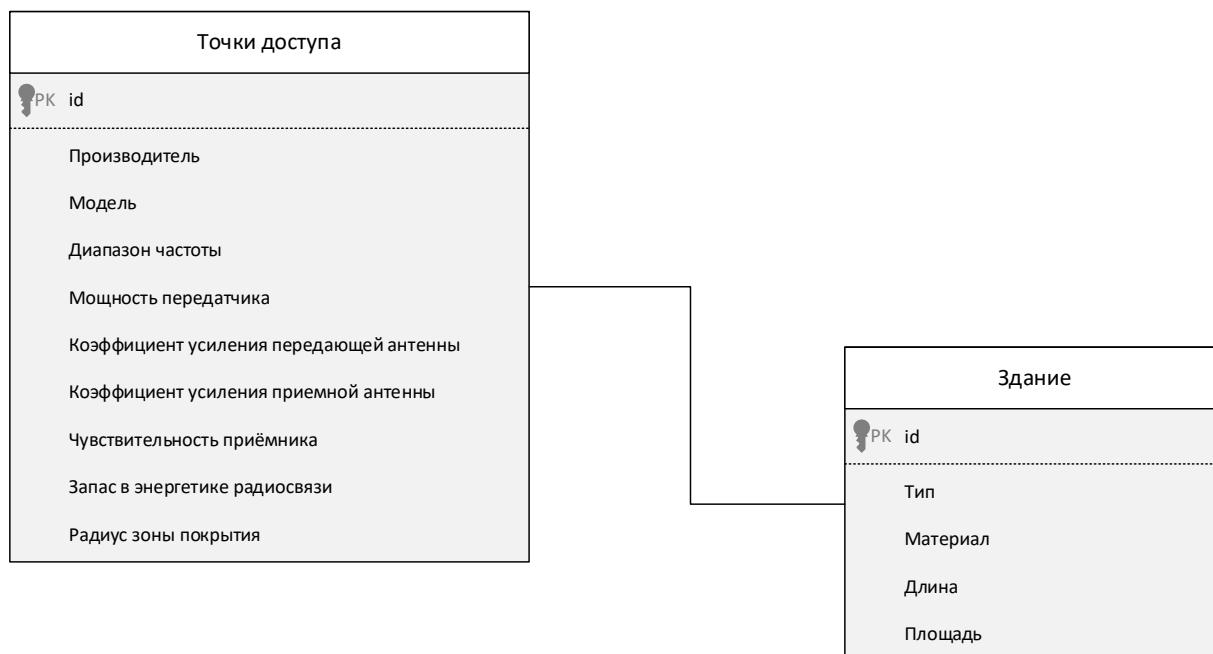 Точки доступа
PK id
Производитель
Модель
Диапазон частоты
Мощность передатчика
Коэффициент усиления передающей антенны
Коэффициент усиления приемной антенны
Чувствительность приёмника
Запас в энергетике радиосвязи
Радиус зоны покрытия
Здание
PK id
Тип
Материал
Длина
Площадь